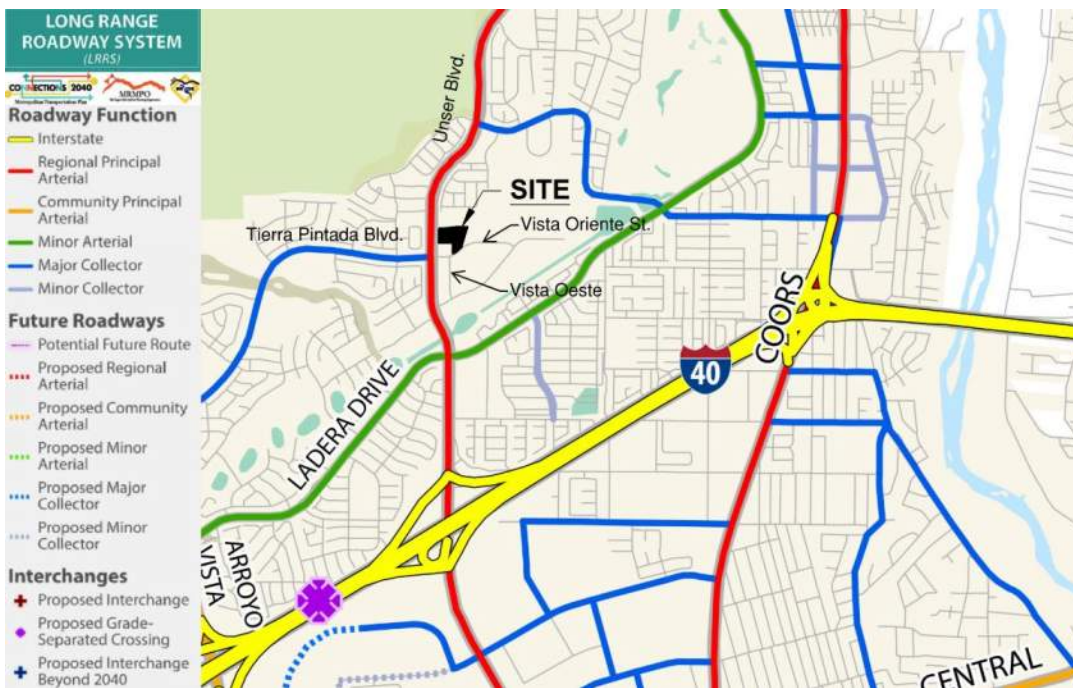 LONG RANGE
ROADWAY SYSTEM
(LRRS)
CONNECTIONS 2040
Metropolitan Transportation Plan
MRMPO
Roadway Function
Interstate
Regional Principal
Arterial
Community Principal
Arterial
Minor Arterial
Major Collector
Minor Collector
Future Roadways
Potential Future Route
Proposed Regional
Arterial
Proposed Community
Arterial
Proposed Minor
Arterial
Proposed Major
Collector
Proposed Minor
Collector
Interchanges
Proposed Interchange
Proposed Grade-
Separated Crossing
Proposed Interchange
Beyond 2040
Unser Blvd.
SITE
Tierra Pintada Blvd.
Vista Oriente St.
Vista Oeste
COORS
40
LADERA DRIVE
ARROYO
VISTA
CENTRAL